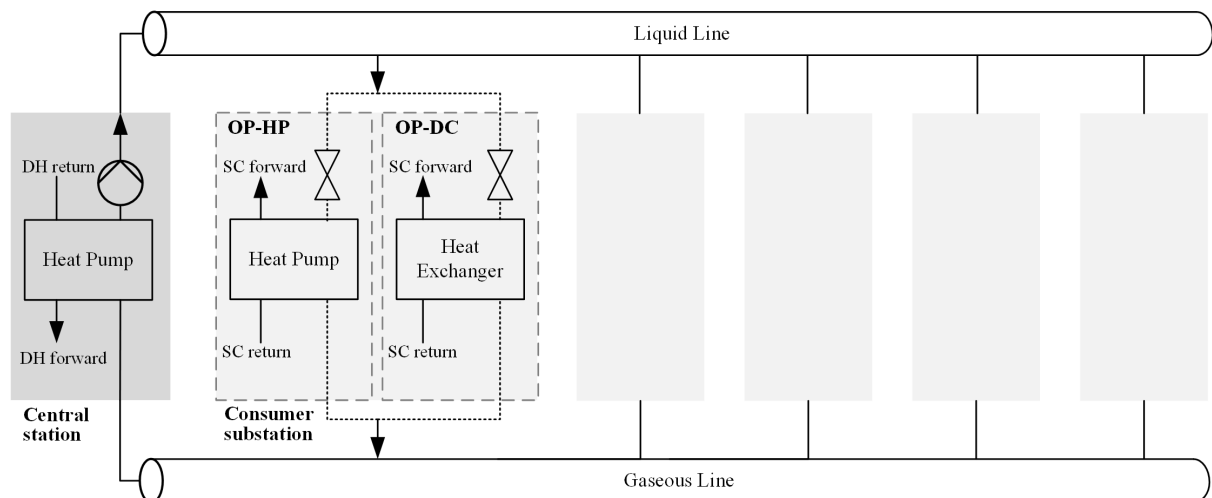 Liquid Line
OP-HP
OP-DC
DH return
SC forward
SC forward
Heat Pump
Heat Pump
Heat
Exchanger
DH forward
SC return
SC return
Central
station
Consumer
substation
Gaseous Line